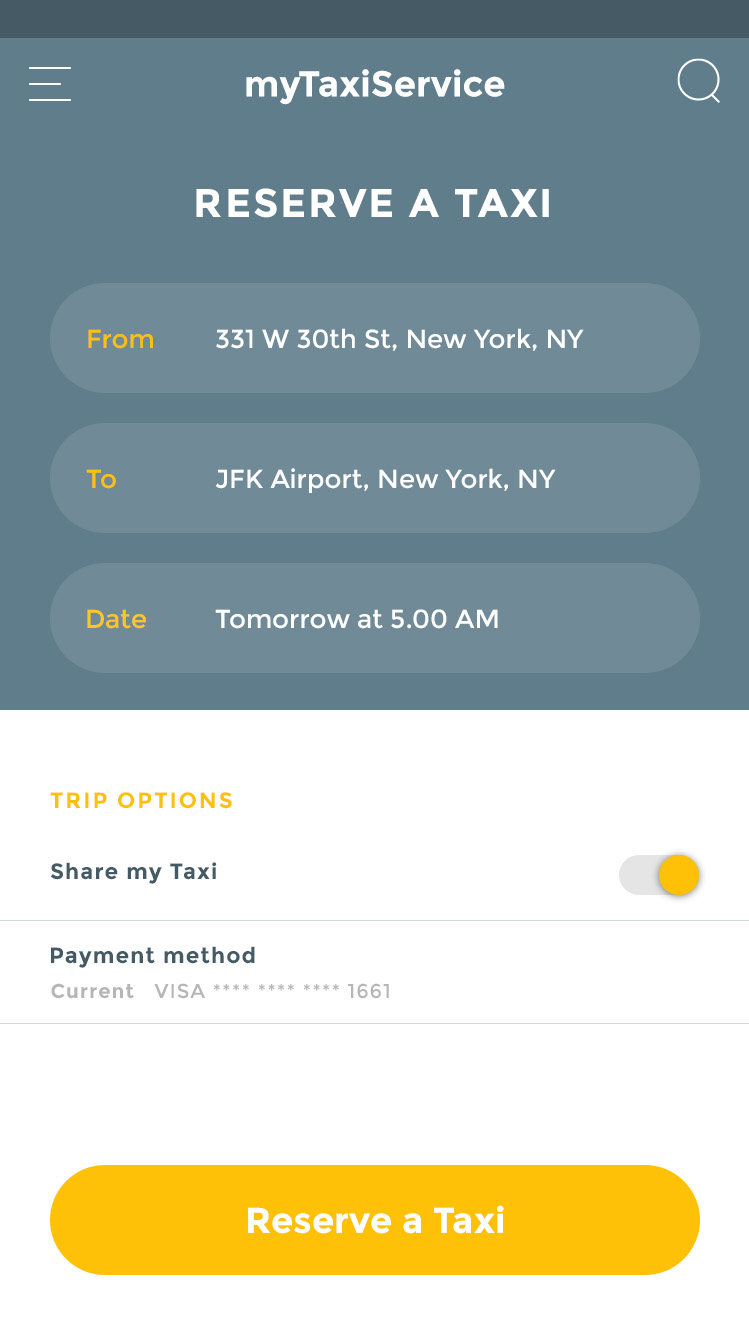 myTaxiService
RESERVE A TAXI
From 331 W 30th St, New York, NY
To JFK Airport, New York, NY
Date Tomorrow at 5.00 AM
TRIP OPTIONS
Share my Taxi
Payment method
Current VISA **** **** **** 1661
Reserve a Taxi